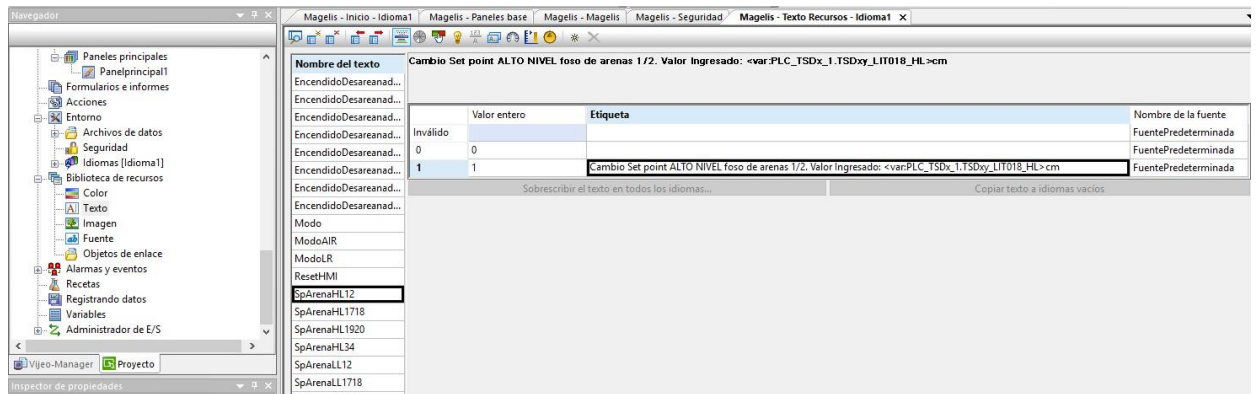 Navegador
Paneles principales
Panelprincipal1
Formularios e informes
Acciones
Entorno
Archivos de datos
Seguridad
Idiomas [Idioma1]
Biblioteca de recursos
Color
Texto
Imagen
Fuente
Objetos de enlace
Alarmas y eventos
Recetas
Registrando datos
Variables
Administrador de E/S
Vijeo-Manager Proyecto
Inspector de propiedades
Magelis - Inicio - Idioma1 Magelis - Paneles base Magelis - Magelis Magelis - Seguridad Magelis - Texto Recursos - Idioma1
Nombre del texto
EncendidoDesareanad...
EncendidoDesareanad...
EncendidoDesareanad...
EncendidoDesareanad...
EncendidoDesareanad...
EncendidoDesareanad...
EncendidoDesareanad...
EncendidoDesareanad...
Modo
ModoAIR
ModoLR
ResetHMI
SpArenaHL12
SpArenaHL1718
SpArenaHL1920
SpArenaHL34
SpArenaLL12
SpArenaLL1718
Cambio Set point ALTO NIVEL foso de arenas 1/2. Valor Ingresado: <var:PLC_TSDx_1.TSDxy_LIT018_HL>cm
Valor entero Etiqueta Nombre de la fuente
Inválido FuentePredeterminada
0 0 FuentePredeterminada
1 1 Cambio Set point ALTO NIVEL foso de arenas 1/2. Valor Ingresado: <var:PLC_TSDx_1.TSDxy_LIT018_HL>cm FuentePredeterminada
Sobrescribir el texto en todos los idiomas... Copiar texto a idiomas vacíos